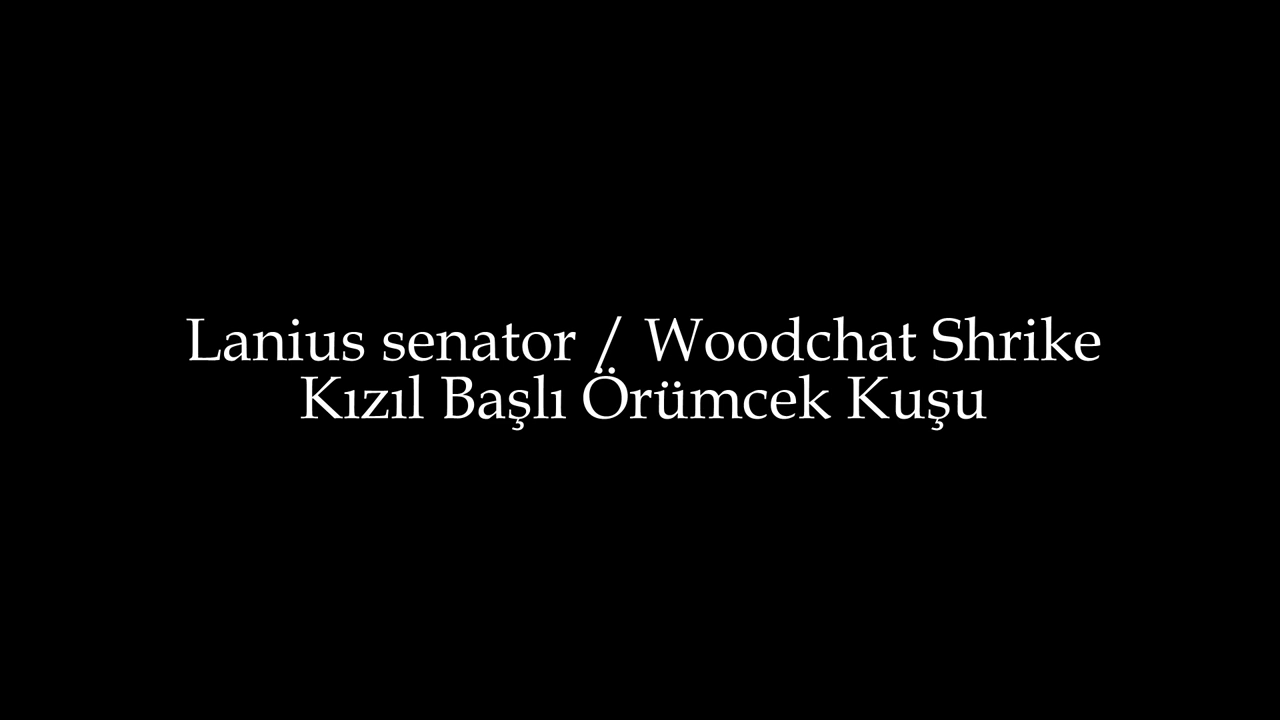 Lanius senator / Woodchat Shrike
Kızıl Başlı Örümcek Kuşu